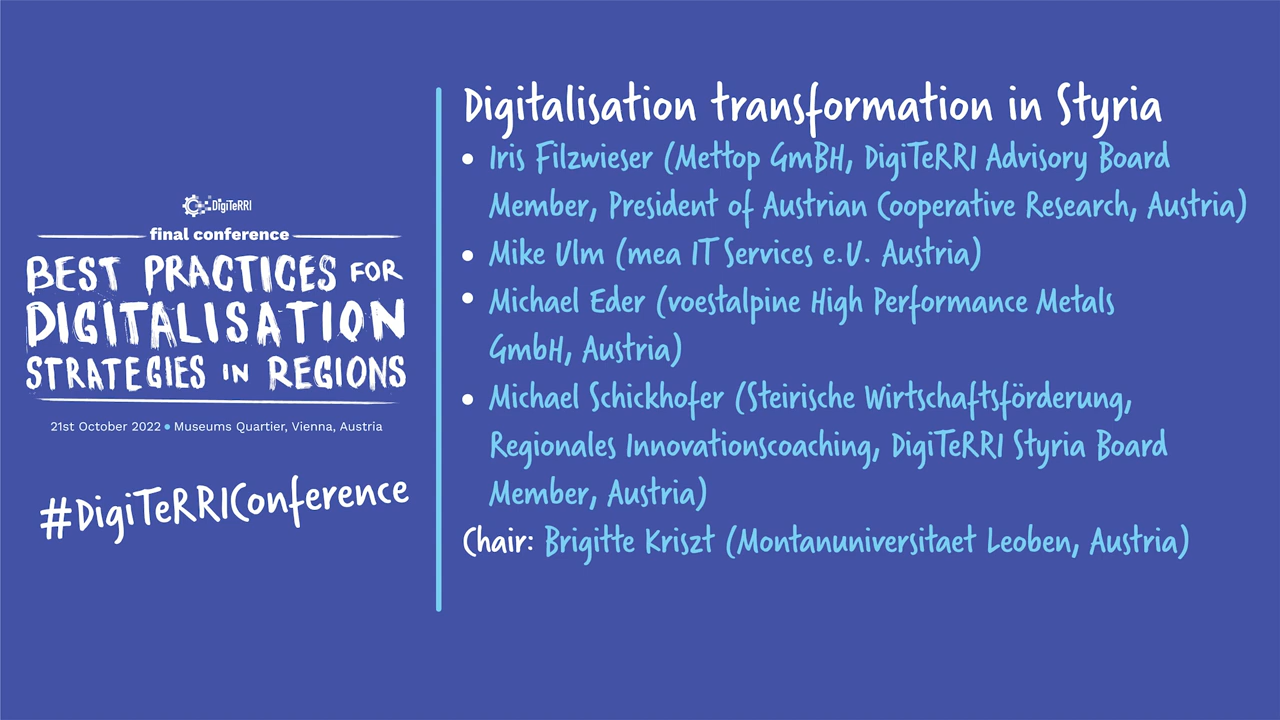 DigiTeRRI
final conference
BEST PRACTICES FOR
DIGITALISATION
STRATEGIES IN REGIONS
21st October 2022 • Museums Quartier, Vienna, Austria
#DigiTeRRIConference
Digitalisation transformation in Styria
• Iris Filzwieser (Mettop GmBH, DigiTeRRI Advisory Board
Member, President of Austrian Cooperative Research, Austria)
• Mike Ulm (mea IT Services e.U. Austria)
• Michael Eder (voestalpine High Performance Metals
GmbH, Austria)
• Michael Schickhofer (Steirische Wirtschaftsförderung,
Regionales Innovationscoaching, DigiTeRRI Styria Board
Member, Austria)
Chair: Brigitte Kriszt (Montanuniversitaet Leoben, Austria)